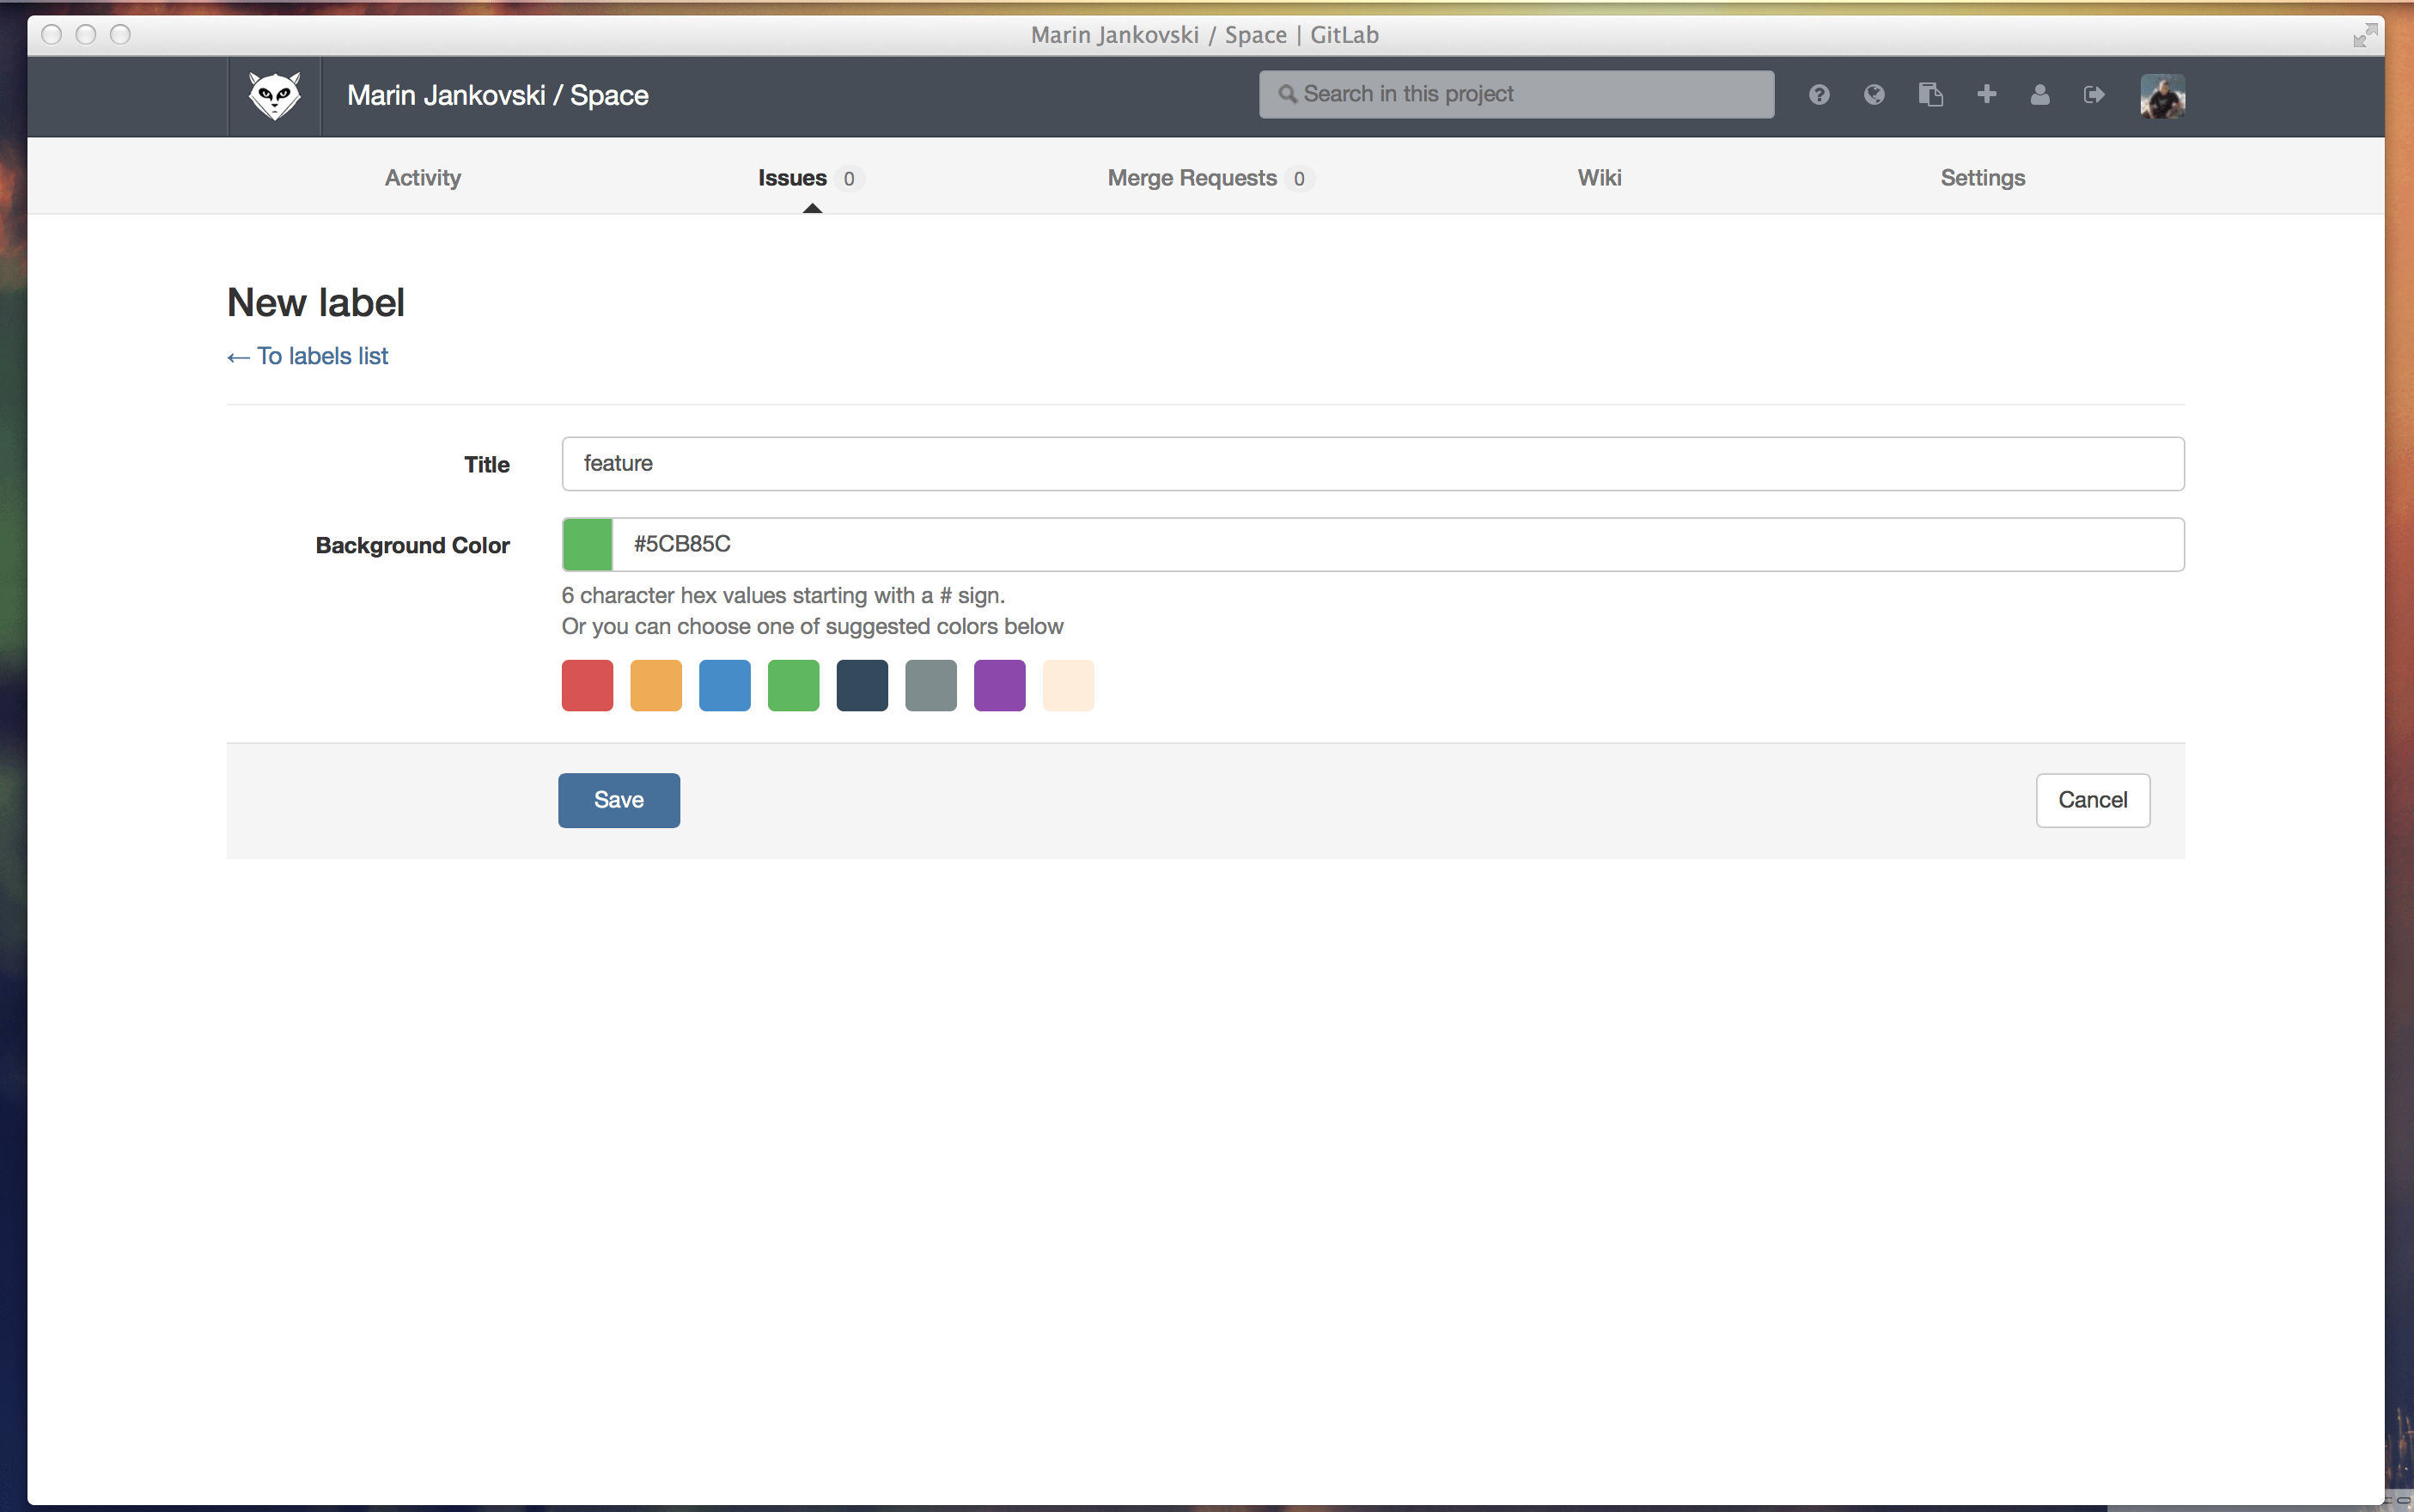 Marin Jankovski / Space | GitLab
Marin Jankovski / Space
Search in this project
Activity
Issues 0
Merge Requests 0
Wiki
Settings
New label
← To labels list
Title
feature
Background Color
#5CB85C
6 character hex values starting with a # sign.
Or you can choose one of suggested colors below
Save
Cancel